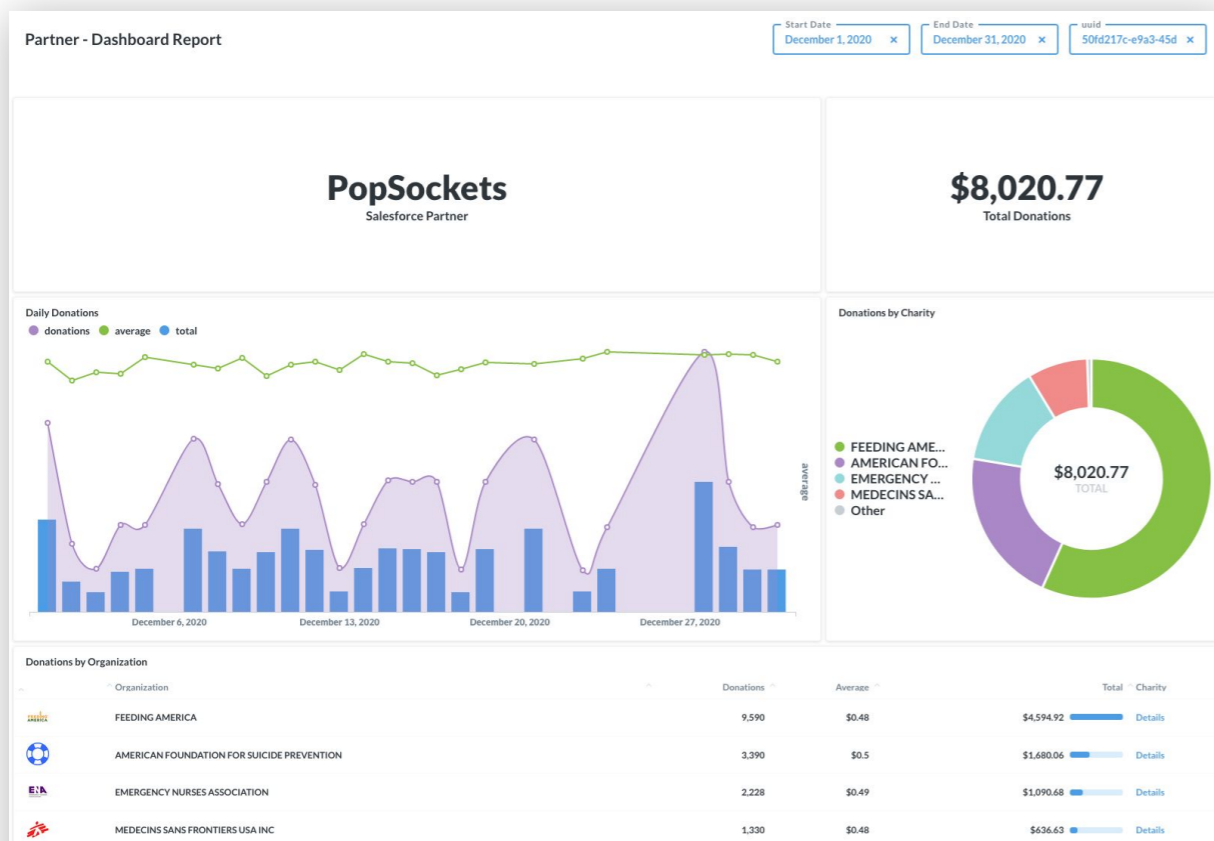 Partner - Dashboard Report
Start Date
December 1, 2020 ×
End Date
December 31, 2020 ×
uuid
50fd217c-e9a3-45d ×
PopSockets
Salesforce Partner
$8,020.77
Total Donations
Daily Donations
donations average total
average
December 6, 2020 December 13, 2020 December 20, 2020 December 27, 2020
Donations by Charity
FEEDING AME...
AMERICAN FO...
EMERGENCY ...
MEDECINS SA...
Other
$8,020.77
TOTAL
Donations by Organization
Organization Donations Average Total Charity
FEEDING AMERICA 9,590 $0.48 $4,594.92 Details
AMERICAN FOUNDATION FOR SUICIDE PREVENTION 3,390 $0.5 $1,680.06 Details
ENA EMERGENCY NURSES ASSOCIATION 2,228 $0.49 $1,090.68 Details
MEDECINS SANS FRONTIERS USA INC 1,330 $0.48 $636.63 Details